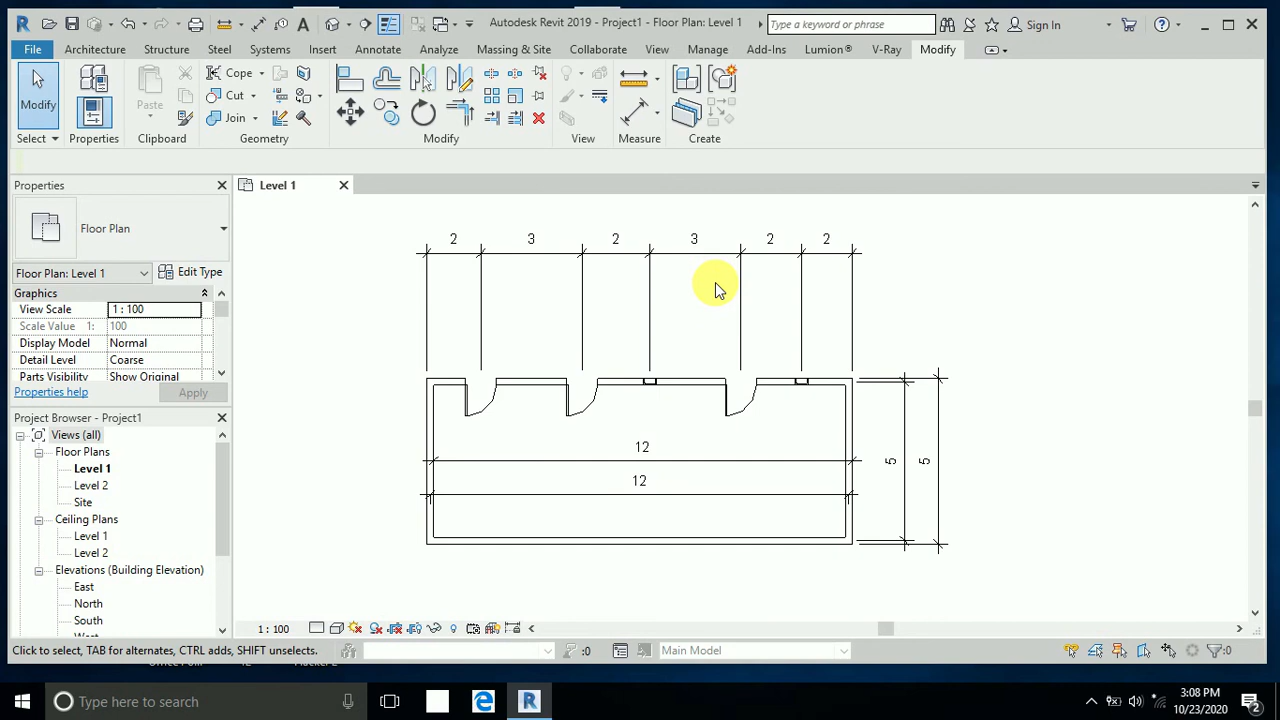 Autodesk Revit 2019 - Project1 - Floor Plan: Level 1
Type a keyword or phrase
Sign In
File Architecture Structure Steel Systems Insert Annotate Analyze Massing & Site Collaborate View Manage Add-Ins Lumion® V-Ray Modify
Modify
Properties
Paste
Cope
Cut
Join
Select Properties Clipboard Geometry Modify View Measure Create
Properties
Level 1
Floor Plan
Floor Plan: Level 1
Edit Type
Graphics
View Scale 1 : 100
Scale Value 1: 100
Display Model Normal
Detail Level Coarse
Parts Visibility Show Original
Properties help
Apply
Project Browser - Project1
Views (all)
Floor Plans
Level 1
Level 2
Site
Ceiling Plans
Level 1
Level 2
Elevations (Building Elevation)
East
North
South
West
2 3 2 3 2 2
12
12
5 5
1 : 100
Click to select, TAB for alternates, CTRL adds, SHIFT unselects.
:0
Main Model
:0
Type here to search
3:08 PM
10/23/2020
2